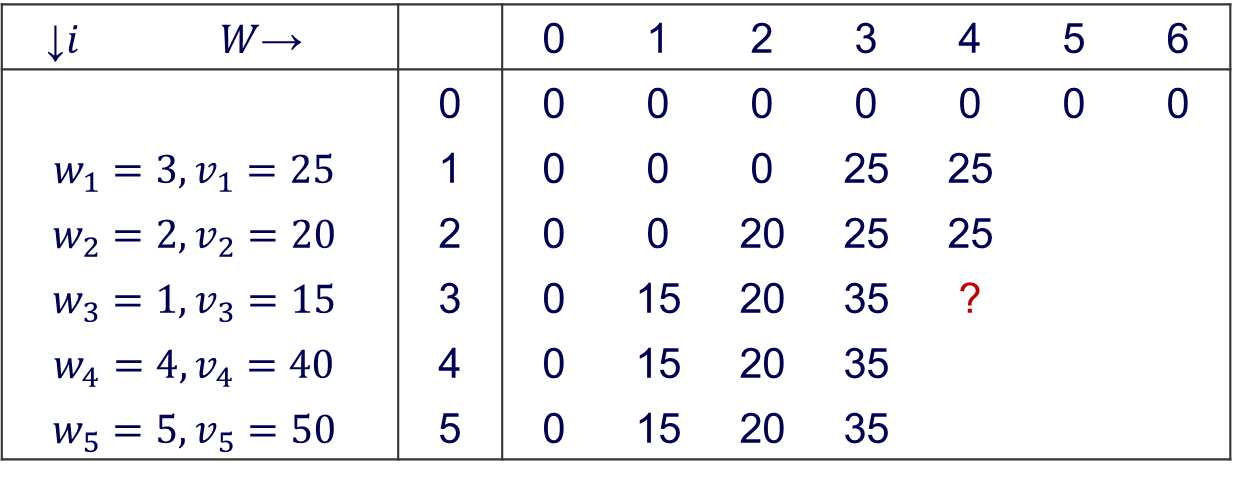 ↓i W→ 0 1 2 3 4 5 6
0 0 0 0 0 0 0 0
w₁ = 3, v₁ = 25 1 0 0 0 25 25
w₂ = 2, v₂ = 20 2 0 0 20 25 25
w₃ = 1, v₃ = 15 3 0 15 20 35 ?
w₄ = 4, v₄ = 40 4 0 15 20 35
w₅ = 5, v₅ = 50 5 0 15 20 35